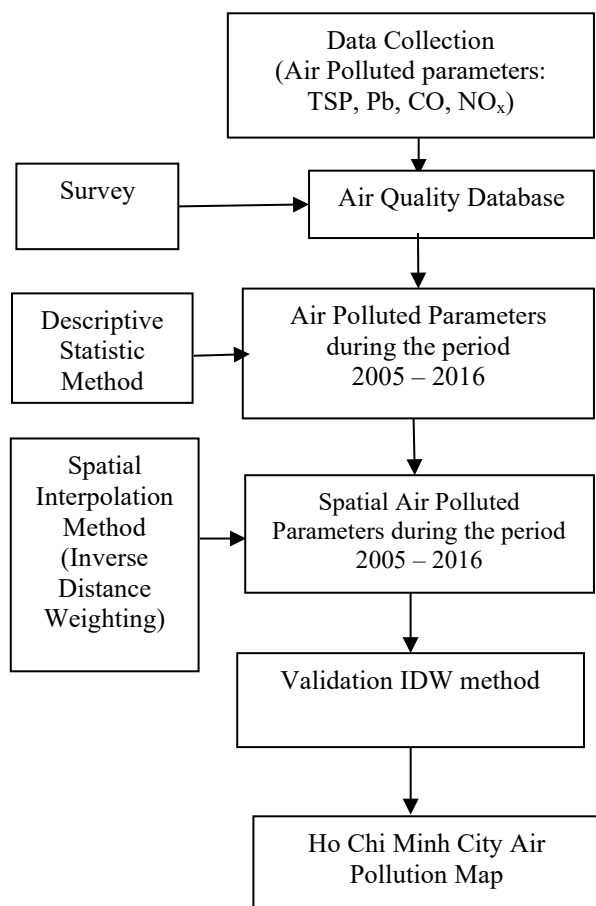 Data Collection
(Air Polluted parameters:
TSP, Pb, CO, NOₓ)
Survey
Air Quality Database
Descriptive
Statistic
Method
Air Polluted Parameters
during the period
2005 – 2016
Spatial
Interpolation
Method
(Inverse
Distance
Weighting)
Spatial Air Polluted
Parameters during the period
2005 – 2016
Validation IDW method
Ho Chi Minh City Air
Pollution Map